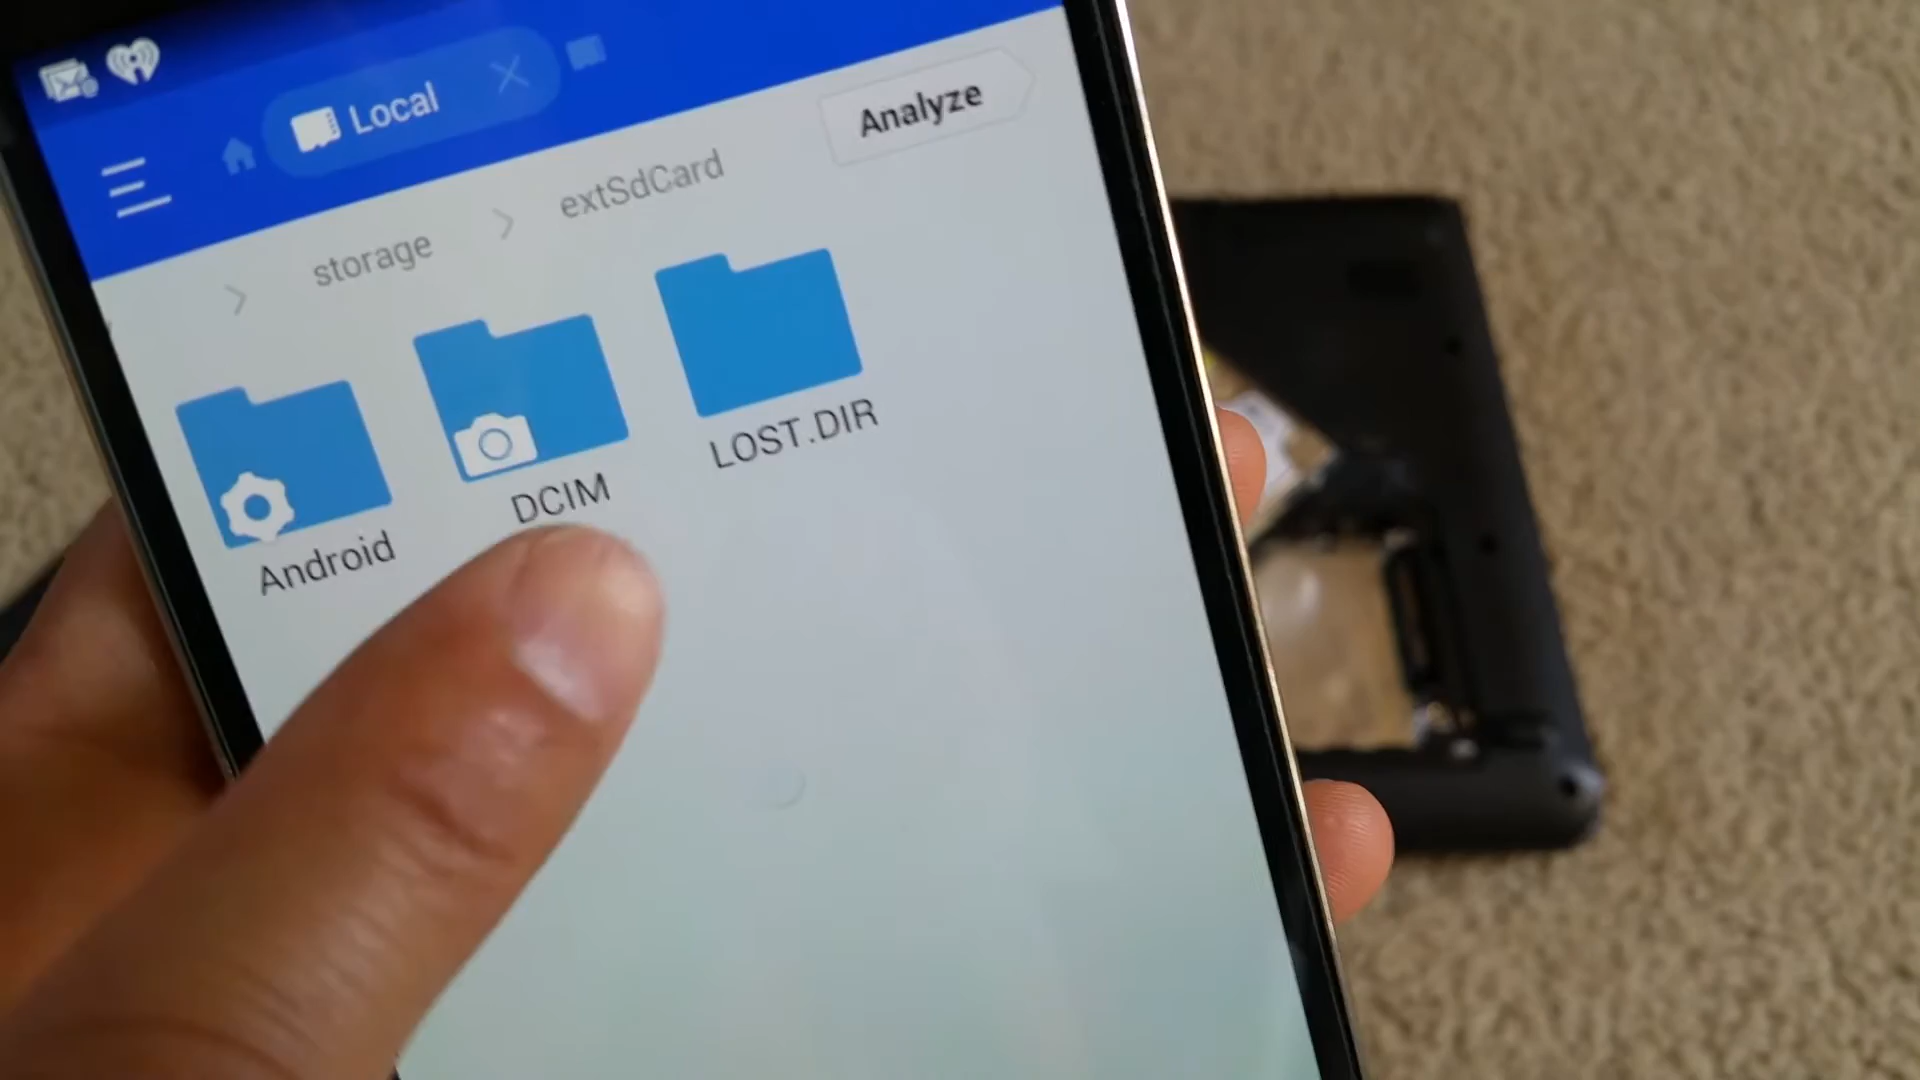 Local
Analyze
storage
extSdCard
Android
DCIM
LOST.DIR